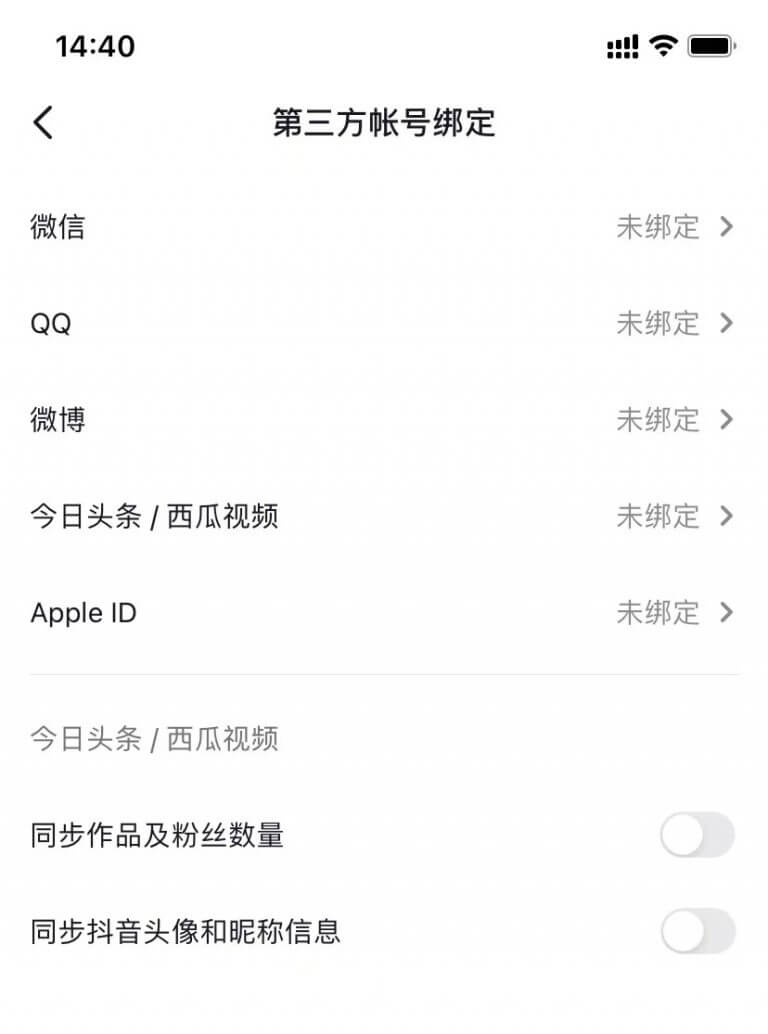 14:40
第三方帐号绑定
微信 未绑定
QQ 未绑定
微博 未绑定
今日头条 / 西瓜视频 未绑定
Apple ID 未绑定
今日头条 / 西瓜视频
同步作品及粉丝数量
同步抖音头像和昵称信息